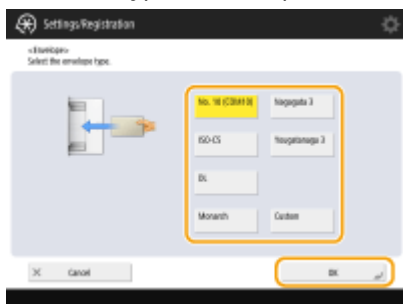 Settings/Registration
<Envelope>
Select the envelope type.
No. 10 (COM10)
Nagagata 3
ISO-C5
Yougatanaga 3
DL
Monarch
Custom
Cancel
OK